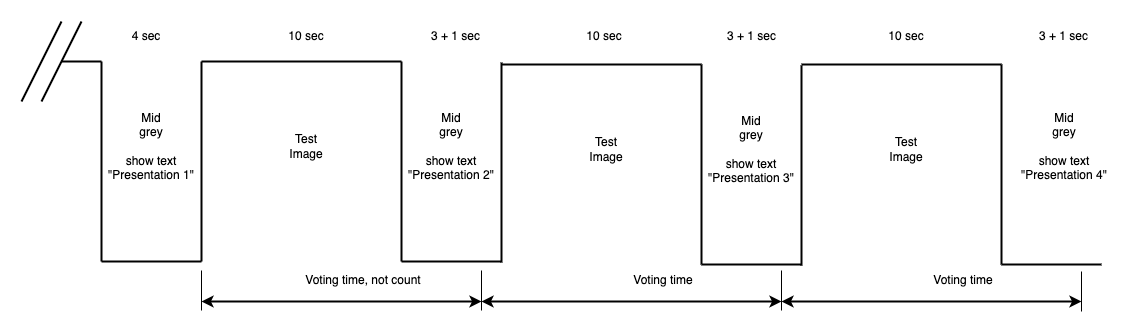 4 sec
10 sec
3 + 1 sec
10 sec
3 + 1 sec
10 sec
3 + 1 sec
Mid
grey
show text
"Presentation 1"
Test
Image
Mid
grey
show text
"Presentation 2"
Test
Image
Mid
grey
show text
"Presentation 3"
Test
Image
Mid
grey
show text
"Presentation 4"
Voting time, not count
Voting time
Voting time